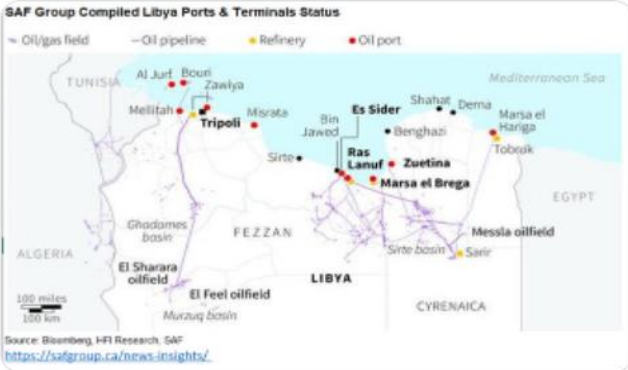 SAF Group Compiled Libya Ports & Terminals Status
Oil/gas field
Oil pipeline
Refinery
Oil port
TUNISIA
Al Jurf
Bouri
Zawiya
Mellitah
Tripoli
Misrata
Mediterranean Sea
Es Sider
Shahat
Derna
Marsa el
Hariga
Bin
Jawed
Benghazi
Tobruk
Sirte
Ras
Lanuf
Zuetina
Marsa el Brega
EGYPT
Ghadames
basin
FEZZAN
Messla oilfield
ALGERIA
Sirte basin
Sarir
El Sharara
oilfield
LIBYA
El Feel oilfield
100 miles
100 km
CYRENAICA
Murzuq basin
Source: Bloomberg, HFI Research, SAF
https://safgroup.ca/news-insights/